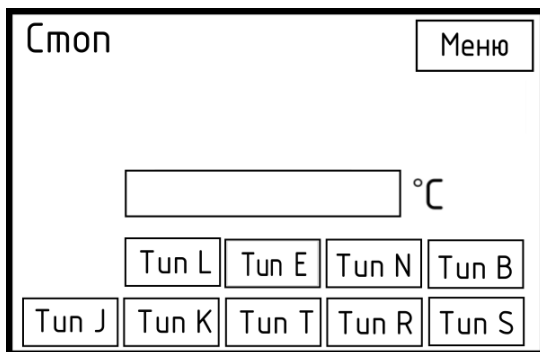 Стоп
Меню
°C
Тип L Тип E Тип N Тип B
Тип J Тип K Тип T Тип R Тип S